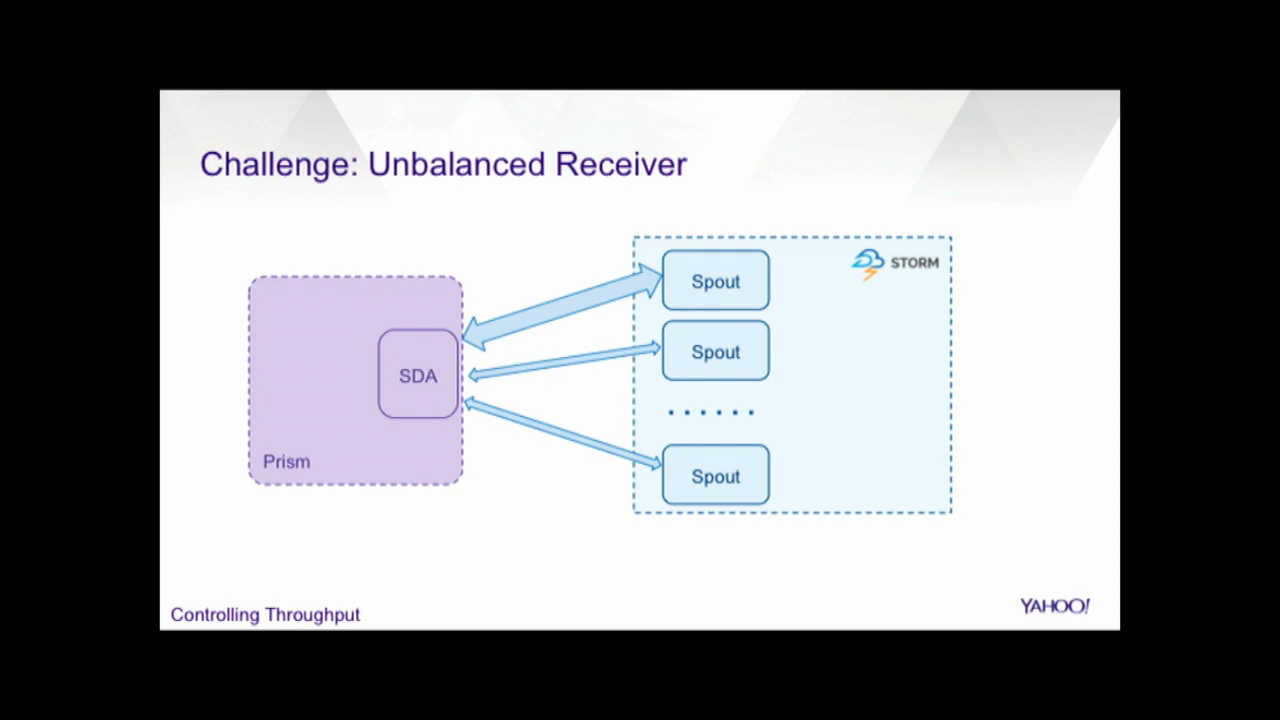 Challenge: Unbalanced Receiver
Spout
STORM
Spout
SDA
. . . . . .
Prism
Spout
Controlling Throughput
YAHOO!